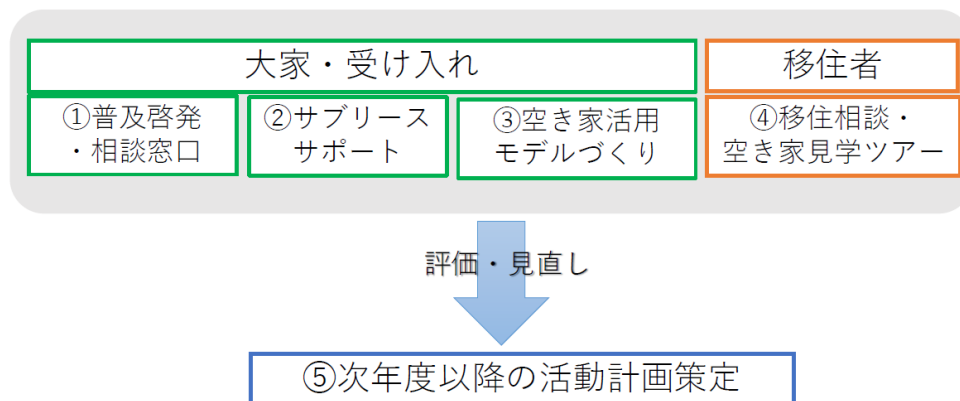 大家・受け入れ
移住者
①普及啓発
・相談窓口
②サブリース
サポート
③空き家活用
モデルづくり
④移住相談・
空き家見学ツアー
評価・見直し
⑤次年度以降の活動計画策定